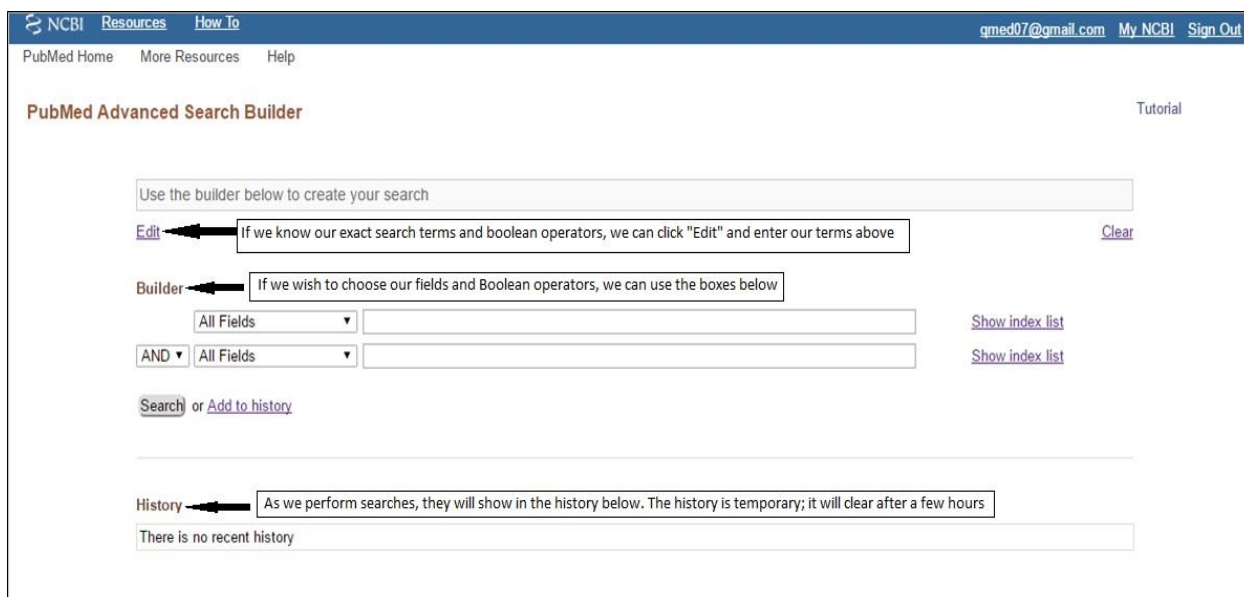 NCBI Resources How To qmed07@gmail.com My NCBI Sign Out
PubMed Home More Resources Help
PubMed Advanced Search Builder Tutorial
Use the builder below to create your search
Edit If we know our exact search terms and boolean operators, we can click "Edit" and enter our terms above Clear
Builder If we wish to choose our fields and Boolean operators, we can use the boxes below
All Fields Show index list
AND All Fields Show index list
Search or Add to history
History As we perform searches, they will show in the history below. The history is temporary; it will clear after a few hours
There is no recent history